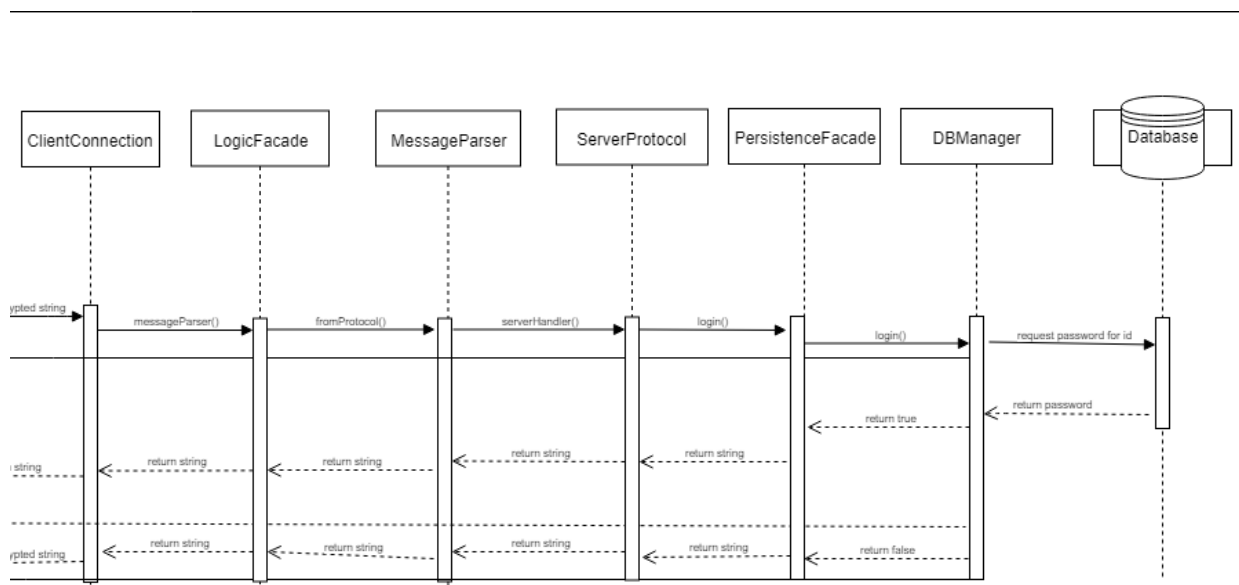 ClientConnection
LogicFacade
MessageParser
ServerProtocol
PersistenceFacade
DBManager
Database
ypted string
messageParser()
fromProtocol()
serverHandler()
login()
login()
request password for id
return password
return true
string
return string
return string
return string
return string
ypted string
return string
return string
return string
return string
return false